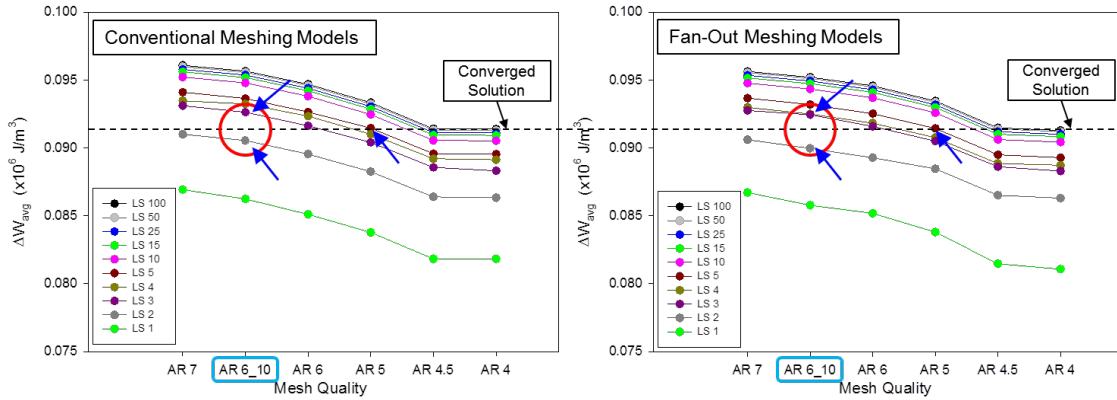 Conventional Meshing Models
0.100
0.095
0.090
0.085
0.080
0.075
ΔWavg (x10⁶ J/m³)
Converged
Solution
LS 100
LS 50
LS 25
LS 15
LS 10
LS 5
LS 4
LS 3
LS 2
LS 1
AR 7
AR 6_10
AR 6
AR 5
AR 4.5
AR 4
Mesh Quality
Fan-Out Meshing Models
0.100
0.095
0.090
0.085
0.080
0.075
ΔWavg (x10⁶ J/m³)
Converged
Solution
LS 100
LS 50
LS 25
LS 15
LS 10
LS 5
LS 4
LS 3
LS 2
LS 1
AR 7
AR 6_10
AR 6
AR 5
AR 4.5
AR 4
Mesh Quality